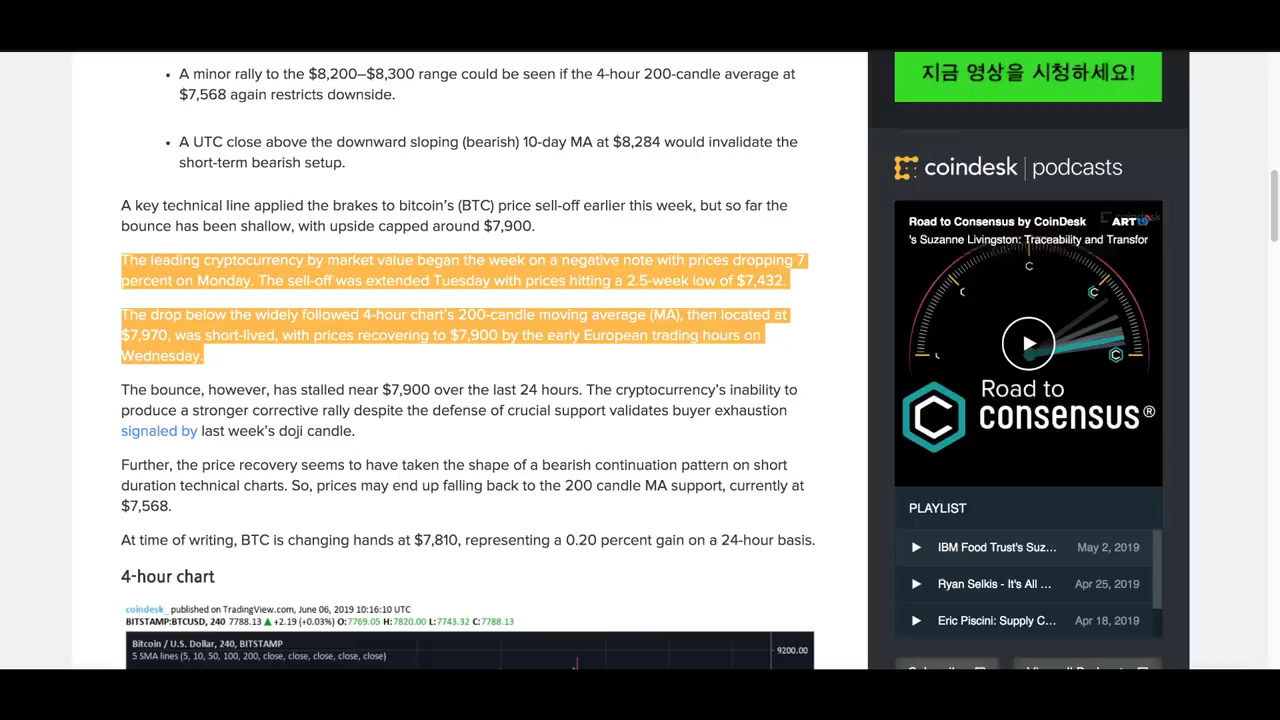 A minor rally to the $8,200–$8,300 range could be seen if the 4-hour 200-candle average at
$7,568 again restricts downside.
A UTC close above the downward sloping (bearish) 10-day MA at $8,284 would invalidate the
short-term bearish setup.
A key technical line applied the brakes to bitcoin's (BTC) price sell-off earlier this week, but so far the
bounce has been shallow, with upside capped around $7,900.
The leading cryptocurrency by market value began the week on a negative note with prices dropping 7
percent on Monday. The sell-off was extended Tuesday with prices hitting a 2.5-week low of $7,432.
The drop below the widely followed 4-hour chart's 200-candle moving average (MA), then located at
$7,970, was short-lived, with prices recovering to $7,900 by the early European trading hours on
Wednesday.
The bounce, however, has stalled near $7,900 over the last 24 hours. The cryptocurrency's inability to
produce a stronger corrective rally despite the defense of crucial support validates buyer exhaustion
signaled by last week's doji candle.
Further, the price recovery seems to have taken the shape of a bearish continuation pattern on short
duration technical charts. So, prices may end up falling back to the 200 candle MA support, currently at
$7,568.
At time of writing, BTC is changing hands at $7,810, representing a 0.20 percent gain on a 24-hour basis.
4-hour chart
coindesk_ published on TradingView.com, June 06, 2019 10:16:10 UTC
BITSTAMP:BTCUSD, 240 7788.13 ▲ +2.19 (+0.03%) O:7769.05 H:7820.00 L:7743.32 C:7788.13
Bitcoin / U.S. Dollar, 240, BITSTAMP
5 SMA lines (5, 10, 50, 100, 200, close, close, close, close, close)
9200.00
지금 영상을 시청하세요!
coindesk | podcasts
Road to Consensus by CoinDesk
ART19
's Suzanne Livingston: Traceability and Transfor
Road to
consensus®
PLAYLIST
IBM Food Trust's Suz... May 2, 2019
Ryan Selkis - It's All ... Apr 25, 2019
Eric Piscini: Supply C... Apr 18, 2019